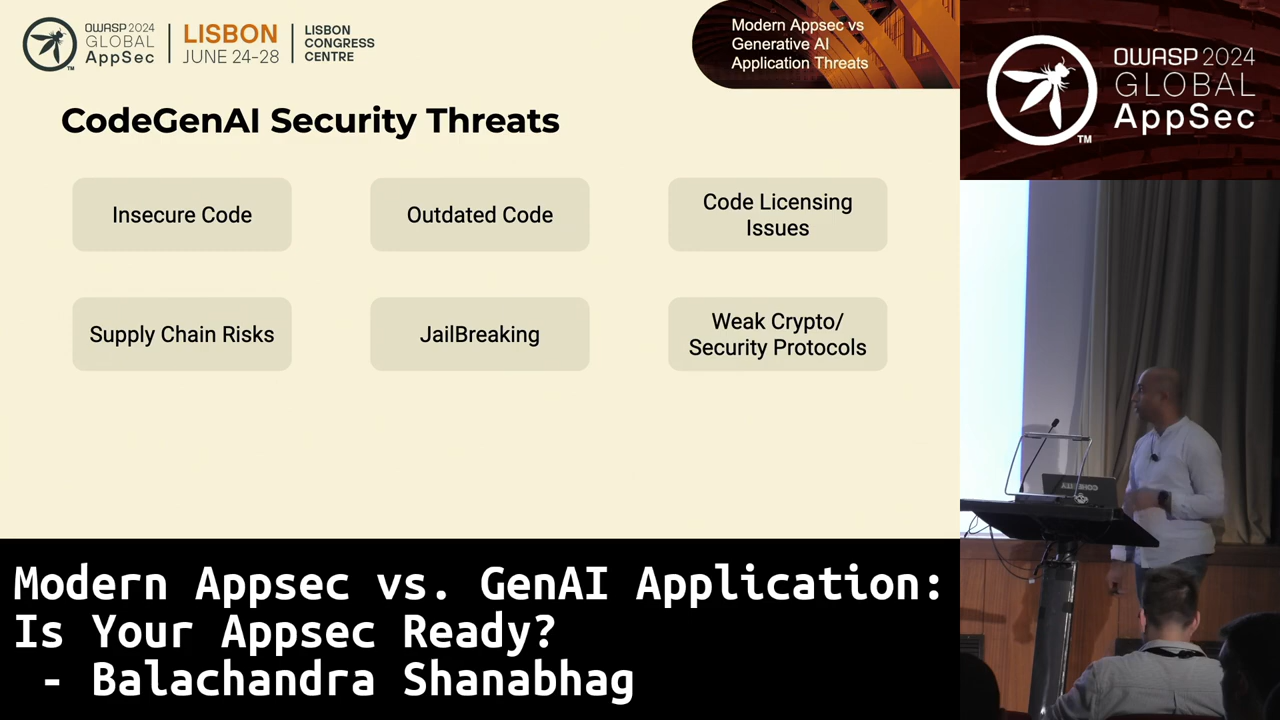 OWASP 2024
GLOBAL
AppSec
LISBON
JUNE 24-28
LISBON
CONGRESS
CENTRE
Modern Appsec vs
Generative AI
Application Threats
CodeGenAI Security Threats
Insecure Code
Outdated Code
Code Licensing
Issues
Supply Chain Risks
JailBreaking
Weak Crypto/
Security Protocols
OWASP 2024
GLOBAL
AppSec
TM
COHESITY
Modern Appsec vs. GenAI Application:
Is Your Appsec Ready?
- Balachandra Shanabhag